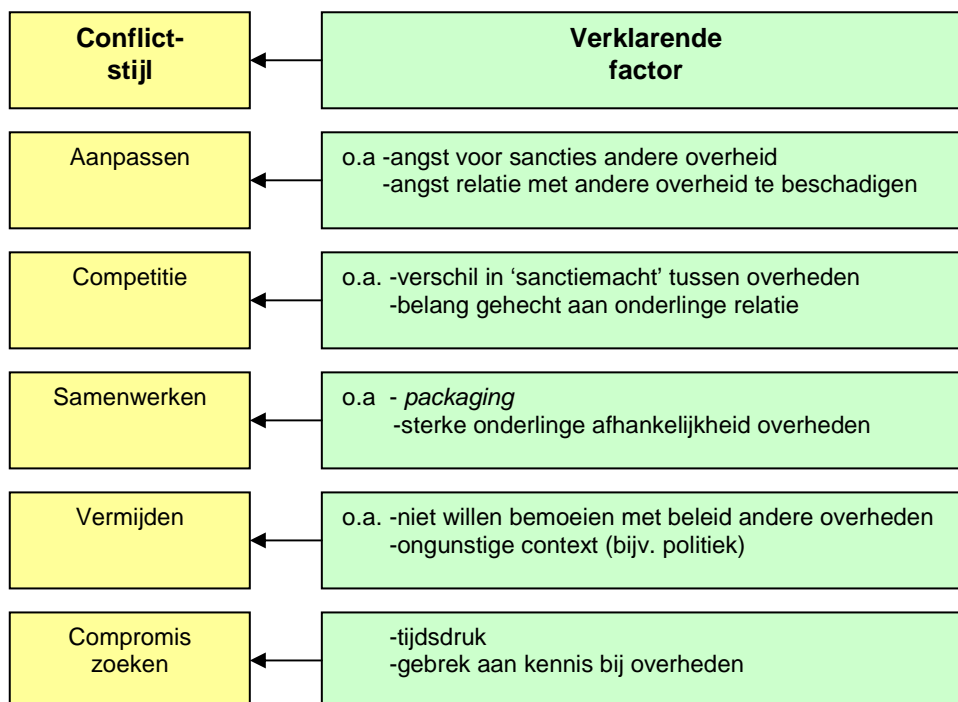 Conflict-
stijl
Verklarende
factor
Aanpassen
o.a -angst voor sancties andere overheid
-angst relatie met andere overheid te beschadigen
Competitie
o.a. -verschil in ‘sanctiemacht’ tussen overheden
-belang gehecht aan onderlinge relatie
Samenwerken
o.a - packaging
-sterke onderlinge afhankelijkheid overheden
Vermijden
o.a. -niet willen bemoeien met beleid andere overheden
-ongunstige context (bijv. politiek)
Compromis
zoeken
-tijdsdruk
-gebrek aan kennis bij overheden